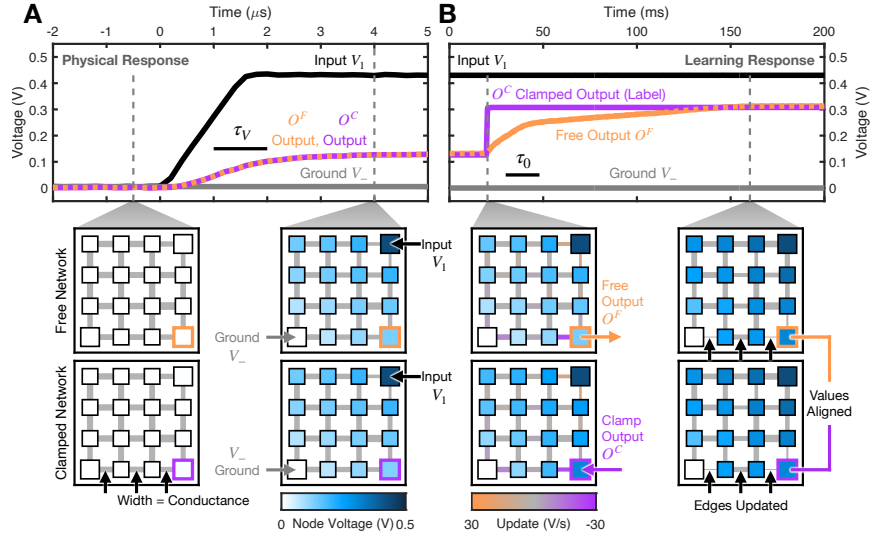 A
Time (μs)
-2 -1 0 1 2 3 4 5
0.5
0.4
0.3
0.2
0.1
0
Voltage (V)
Physical Response
Input V1
τV
OF OC
Output, Output
Ground V_
B
Time (ms)
0 50 100 150 200
Input V1
Learning Response
OC Clamped Output (Label)
Free Output OF
τ0
Ground V_
0.5
0.4
0.3
0.2
0.1
0
Voltage (V)
Free Network
Input
V1
Ground
V_
Free
Output
OF
Clamped Network
Input
V1
V_
Ground
Clamp
Output
OC
Values
Aligned
Width = Conductance
0 Node Voltage (V) 0.5
30 Update (V/s) -30
Edges Updated